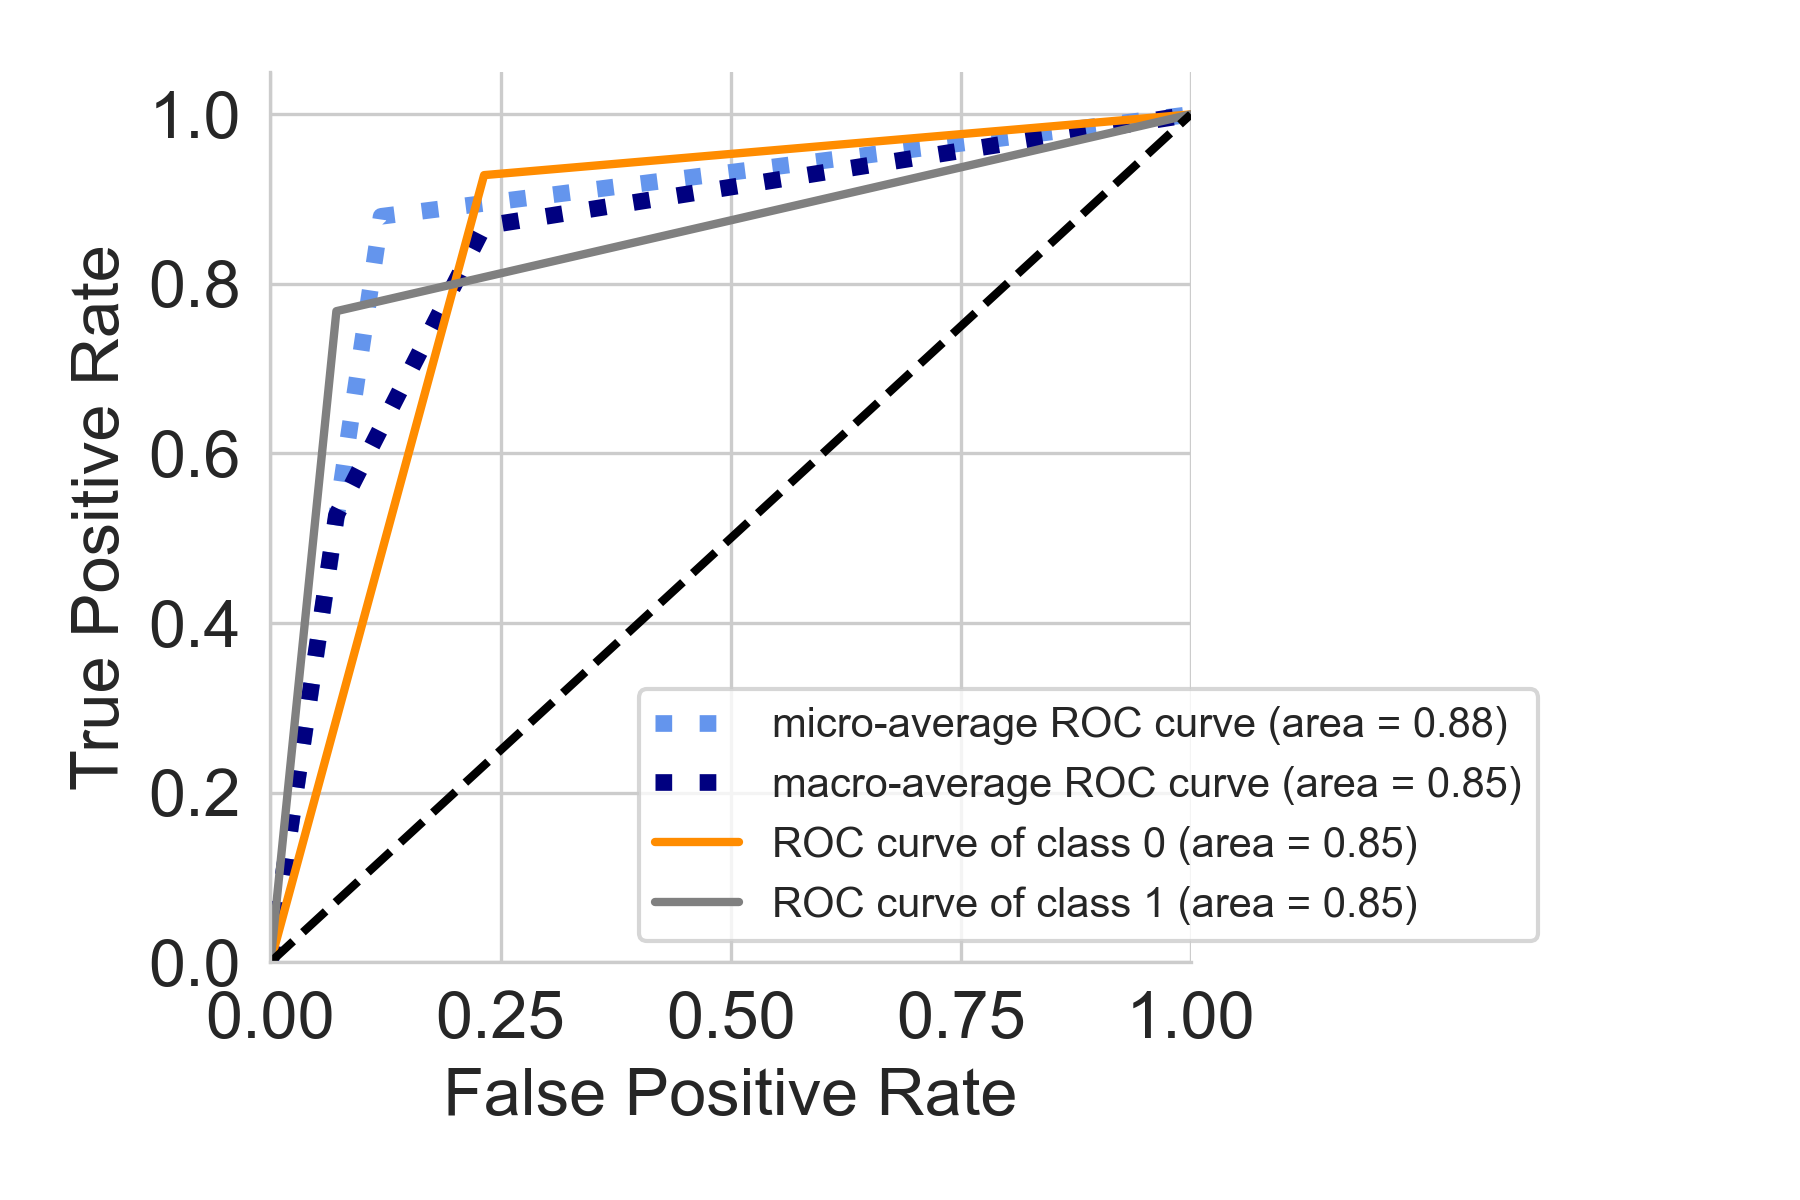 True Positive Rate
1.0
0.8
0.6
0.4
0.2
0.0
micro-average ROC curve (area = 0.88)
macro-average ROC curve (area = 0.85)
ROC curve of class 0 (area = 0.85)
ROC curve of class 1 (area = 0.85)
0.00 0.25 0.50 0.75 1.00
False Positive Rate